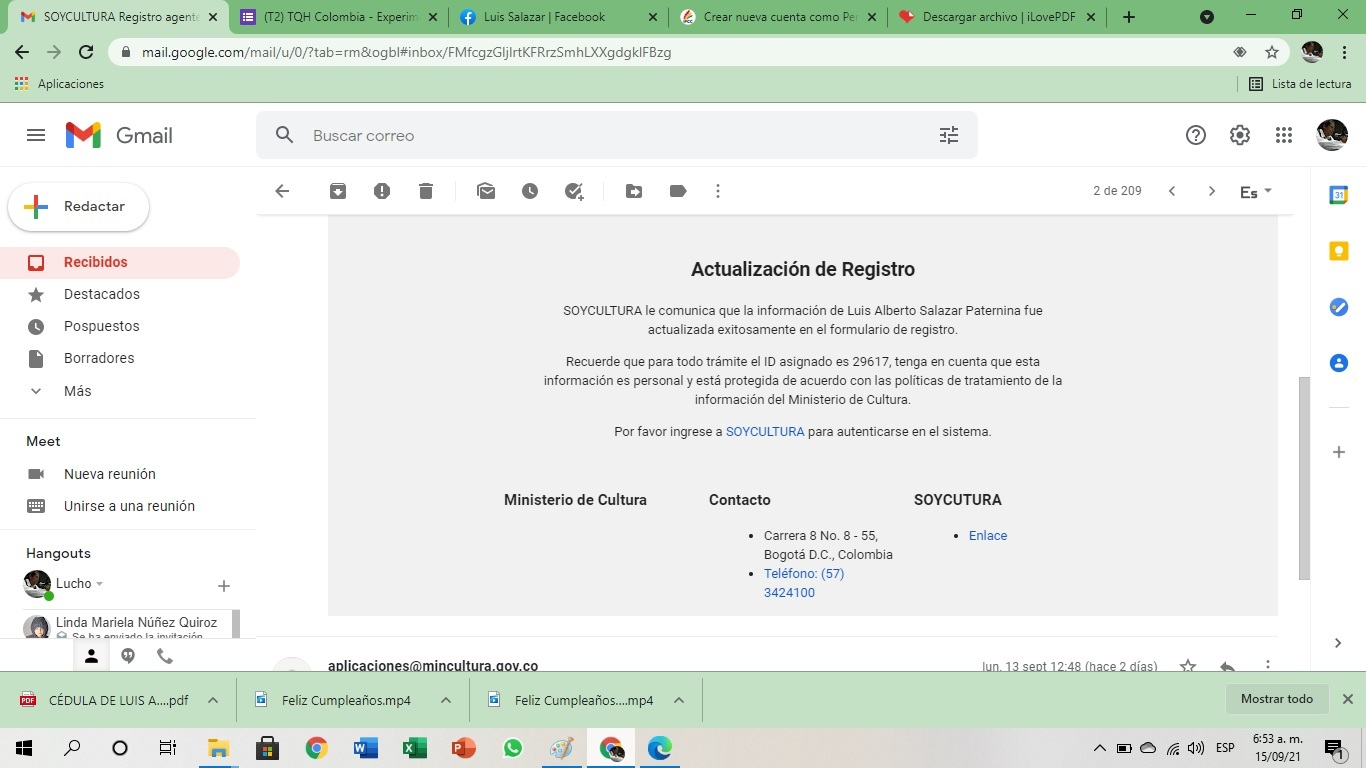 SOYCULTURA Registro agente
(T2) TQH Colombia - Experim
Luis Salazar | Facebook
Crear nueva cuenta como Per
Descargar archivo | iLovePDF
mail.google.com/mail/u/0/?tab=rm&ogbl#inbox/FMfcgzGljlrtKFRrzSmhLXXgdgklFBzg
Aplicaciones
Lista de lectura
Gmail
Buscar correo
Redactar
2 de 209
Es
Recibidos
Destacados
Pospuestos
Borradores
Más
Meet
Nueva reunión
Unirse a una reunión
Hangouts
Lucho
Linda Mariela Núñez Quiroz
Se ha enviado la invitación
Actualización de Registro
SOYCULTURA le comunica que la información de Luis Alberto Salazar Paternina fue
actualizada exitosamente en el formulario de registro.
Recuerde que para todo trámite el ID asignado es 29617, tenga en cuenta que esta
información es personal y está protegida de acuerdo con las políticas de tratamiento de la
información del Ministerio de Cultura.
Por favor ingrese a SOYCULTURA para autenticarse en el sistema.
Ministerio de Cultura
Contacto
Carrera 8 No. 8 - 55,
Bogotá D.C., Colombia
Teléfono: (57)
3424100
SOYCUTURA
Enlace
aplicaciones@mincultura.gov.co
lun, 13 sept 12:48 (hace 2 días)
31
PDF
CÉDULA DE LUIS A....pdf
Feliz Cumpleaños.mp4
Feliz Cumpleaños....mp4
Mostrar todo
ESP
6:53 a. m.
15/09/21
1